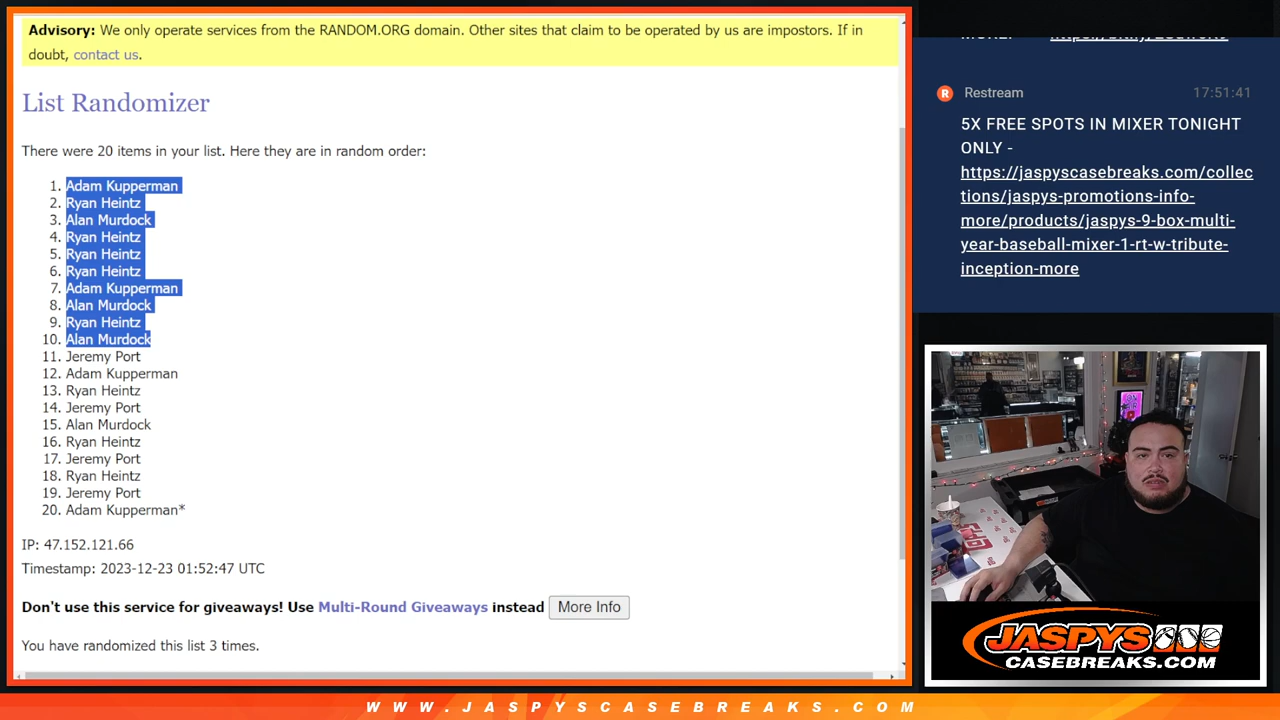 Advisory: We only operate services from the RANDOM.ORG domain. Other sites that claim to be operated by us are impostors. If in
doubt, contact us.
List Randomizer
There were 20 items in your list. Here they are in random order:
1. Adam Kupperman
2. Ryan Heintz
3. Alan Murdock
4. Ryan Heintz
5. Ryan Heintz
6. Ryan Heintz
7. Adam Kupperman
8. Alan Murdock
9. Ryan Heintz
10. Alan Murdock
11. Jeremy Port
12. Adam Kupperman
13. Ryan Heintz
14. Jeremy Port
15. Alan Murdock
16. Ryan Heintz
17. Jeremy Port
18. Ryan Heintz
19. Jeremy Port
20. Adam Kupperman*
IP: 47.152.121.66
Timestamp: 2023-12-23 01:52:47 UTC
Don't use this service for giveaways! Use Multi-Round Giveaways instead More Info
You have randomized this list 3 times.
R Restream 17:51:41
5X FREE SPOTS IN MIXER TONIGHT
ONLY -
https://jaspyscasebreaks.com/collec
tions/jaspys-promotions-info-
more/products/jaspys-9-box-multi-
year-baseball-mixer-1-rt-w-tribute-
inception-more
JASPYS
CASEBREAKS.COM
WWW.JASPYSCASEBREAKS.COM